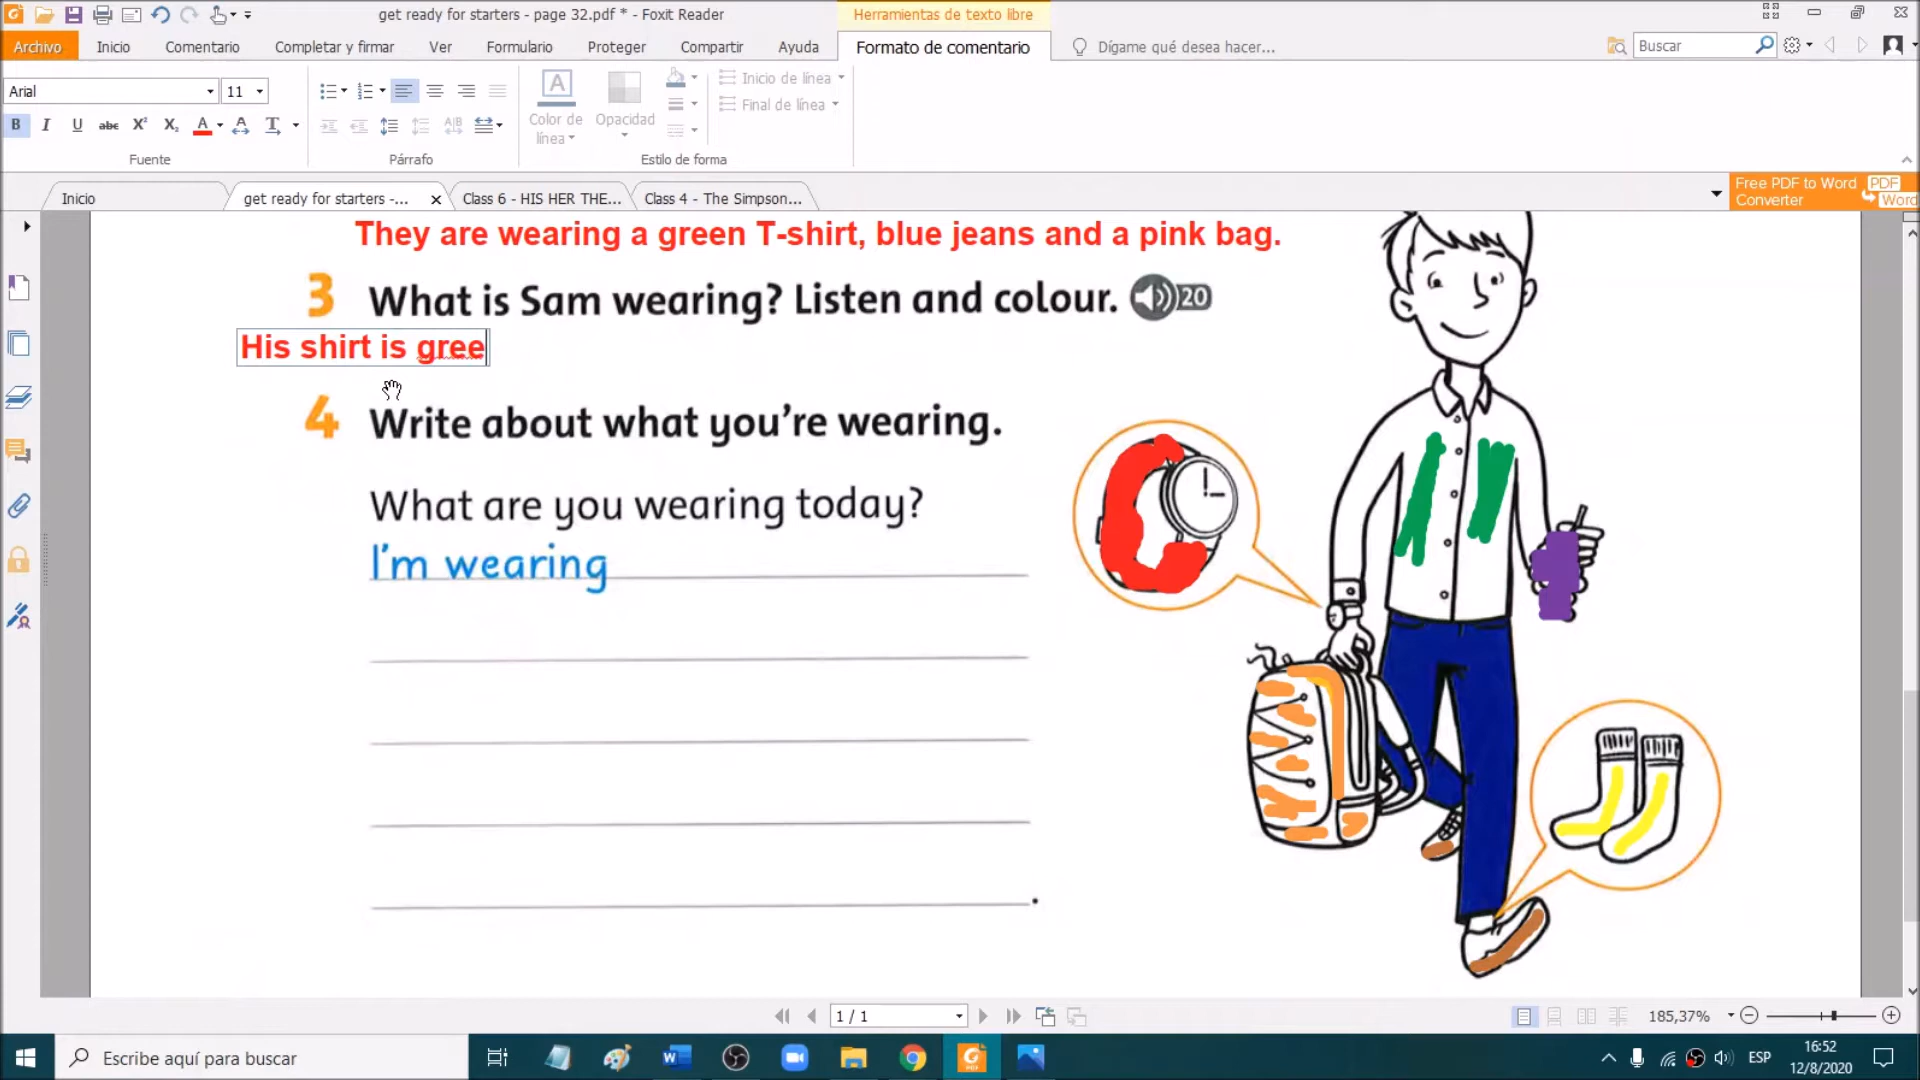 get ready for starters - page 32.pdf * - Foxit Reader
Herramientas de texto libre
Archivo Inicio Comentario Completar y firmar Ver Formulario Proteger Compartir Ayuda Formato de comentario Dígame qué desea hacer... Buscar
Arial 11
A Inicio de línea
Final de línea
Color de línea Opacidad
B I U abc X² X₂ A A T
Fuente Párrafo Estilo de forma
Inicio get ready for starters -... Class 6 - HIS HER THE... Class 4 - The Simpson...
Free PDF to Word Converter PDF Word
They are wearing a green T-shirt, blue jeans and a pink bag.
3 What is Sam wearing? Listen and colour. 20
His shirt is gree
4 Write about what you're wearing.
What are you wearing today?
I'm wearing
.
1 / 1 185,37%
Escribe aquí para buscar
ESP
16:52
12/8/2020